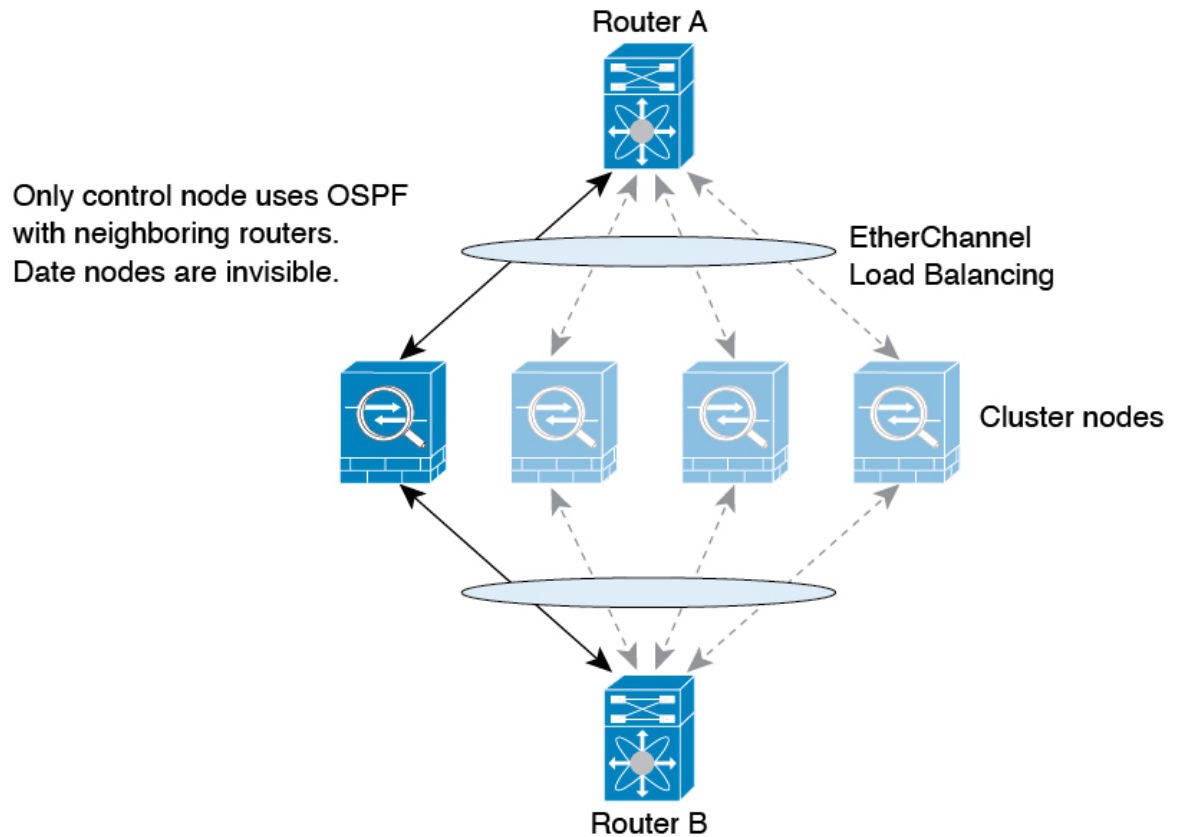 Router A
Only control node uses OSPF
with neighboring routers.
Date nodes are invisible.
EtherChannel
Load Balancing
Cluster nodes
Router B